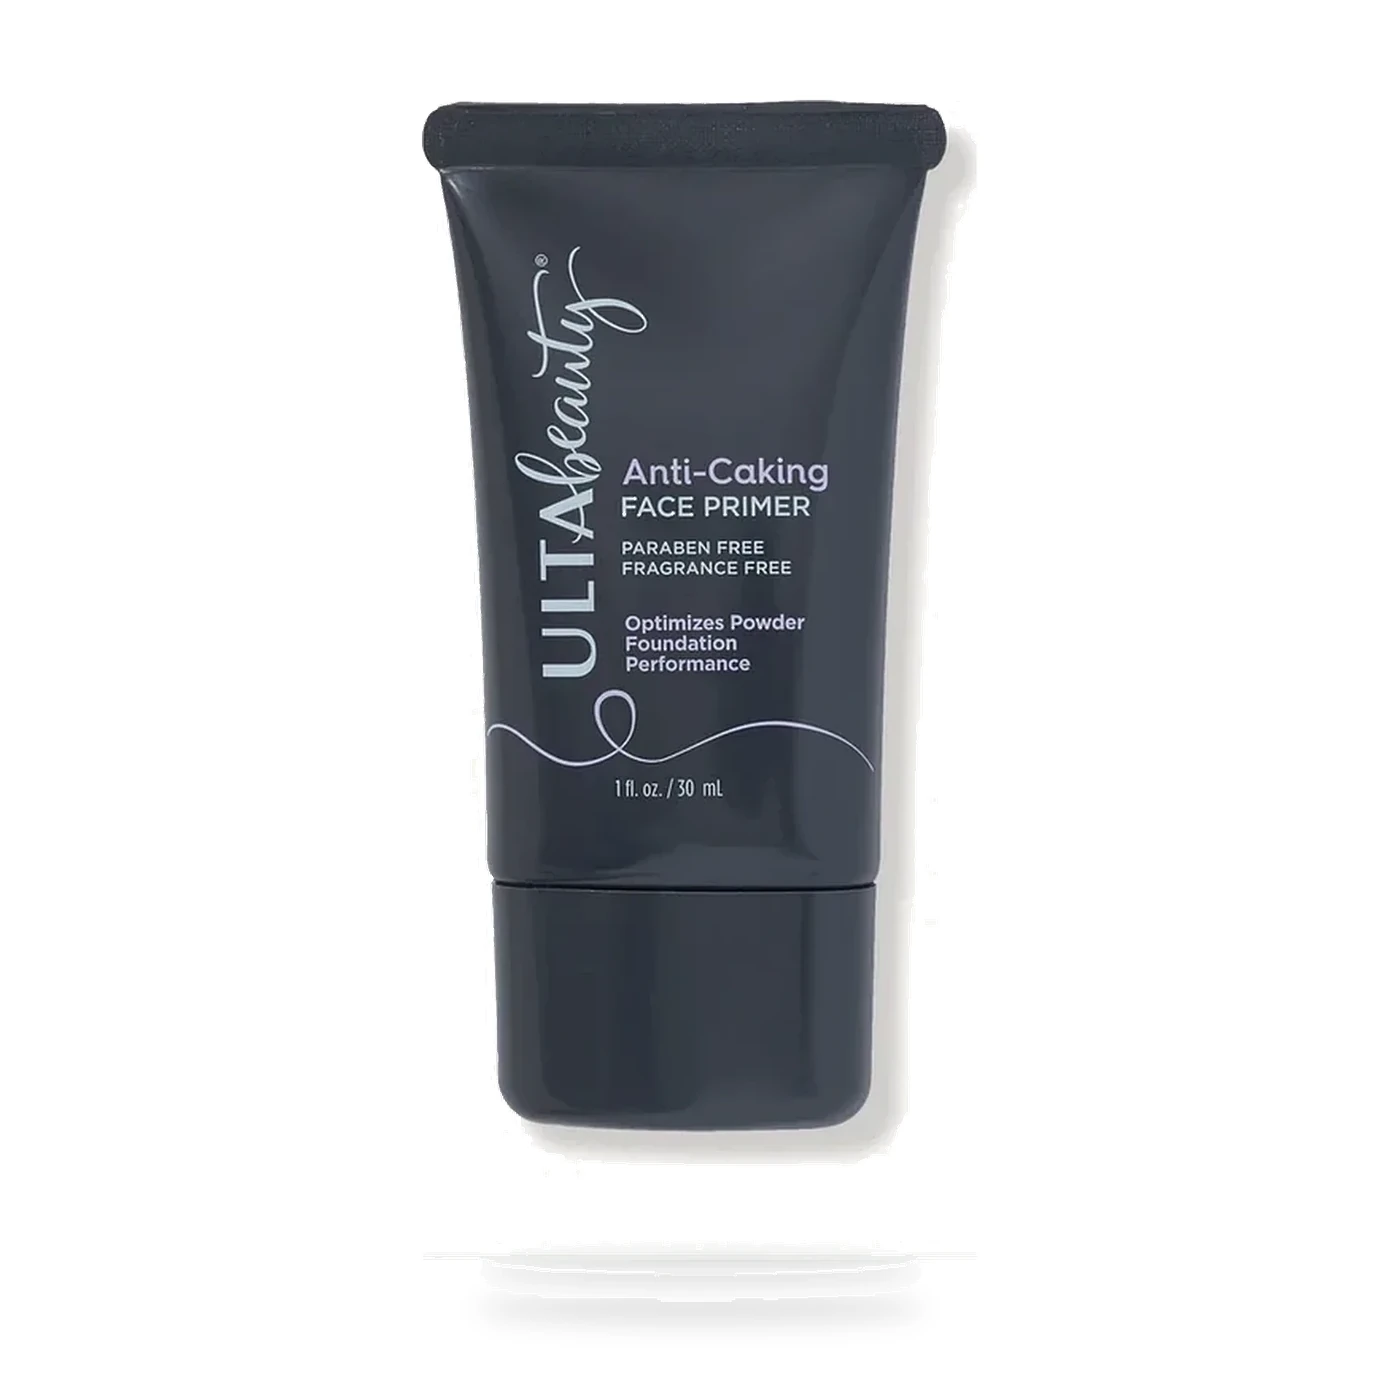 ULTAbeauty®
Anti-Caking
FACE PRIMER
PARABEN FREE
FRAGRANCE FREE
Optimizes Powder
Foundation
Performance
1 fl. oz. / 30 mL